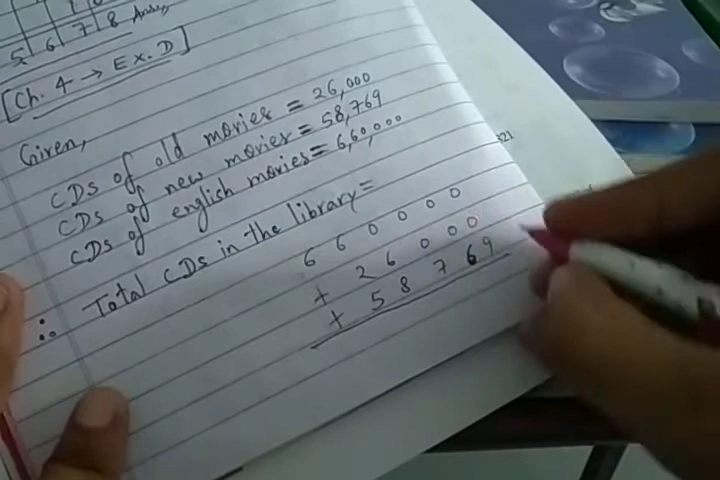 5 6 7 8 Answer
[Ch. 4 → Ex. D]
Given,
CDs of old movies = 26,000
CDs of new movies = 58,769
CDs of english movies = 6,60,000
∴ Total CDs in the library =
6 6 0 0 0 0
+ 2 6 0 0 0
+ 5 8 7 6 9